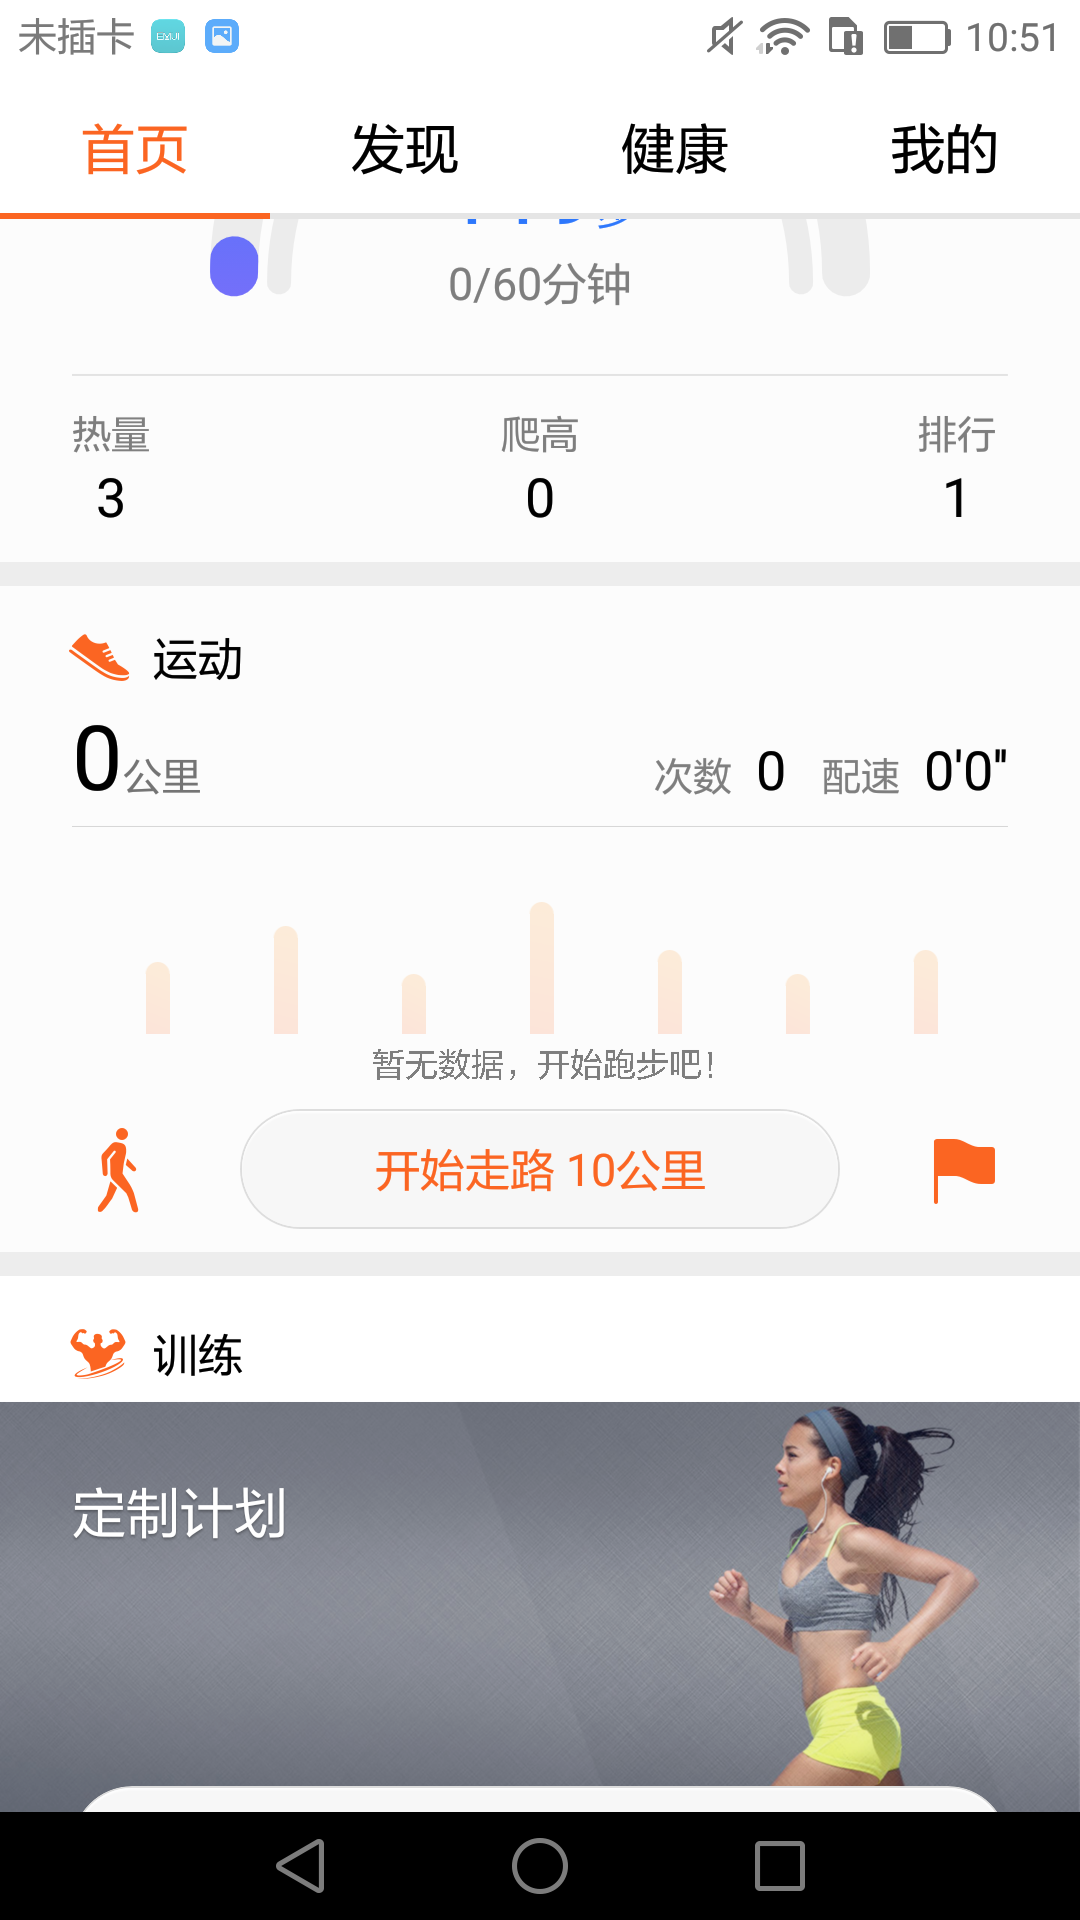 未插卡 EMUI 10:51
首页 发现 健康 我的
0/60分钟
热量 爬高 排行
3 0 1
运动
0公里 次数 0 配速 0'0"
暂无数据，开始跑步吧！
开始走路 10公里
训练
定制计划